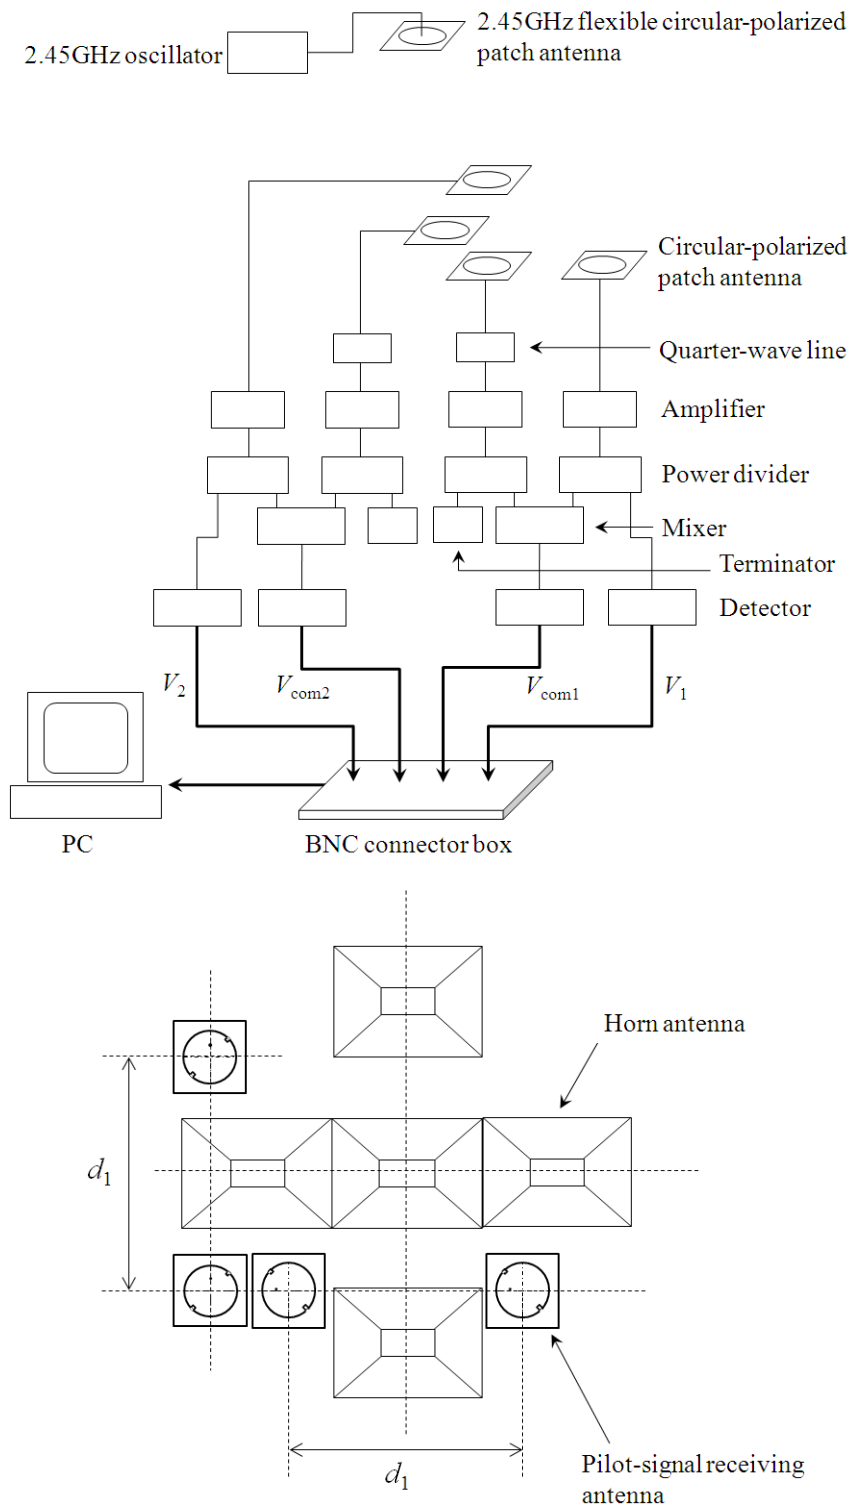 2.45GHz oscillator
2.45GHz flexible circular-polarized
patch antenna
Circular-polarized
patch antenna
Quarter-wave line
Amplifier
Power divider
Mixer
Terminator
Detector
V2
Vcom2
Vcom1
V1
PC
BNC connector box
Horn antenna
d1
d1
Pilot-signal receiving
antenna